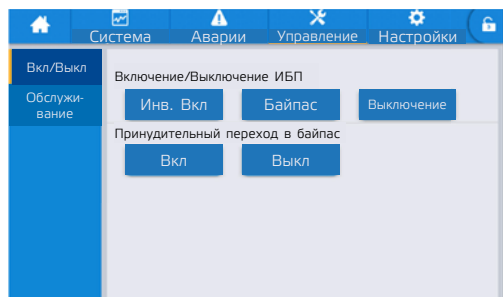 Система Аварии Управление Настройки
Вкл/Выкл
Обслужи-
вание
Включение/Выключение ИБП
Инв. Вкл Байпас Выключение
Принудительный переход в байпас
Вкл Выкл